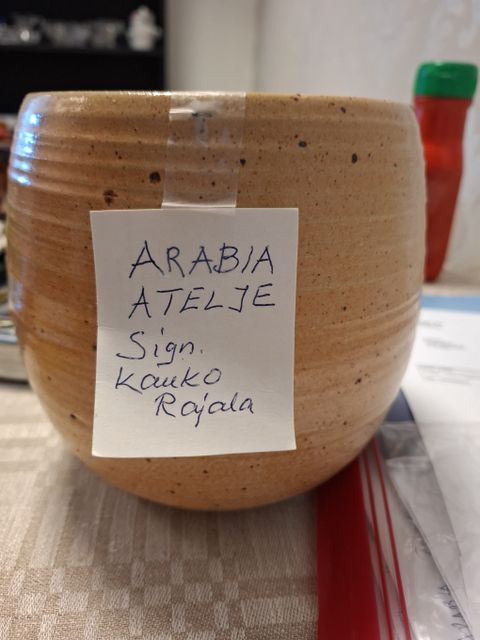 ARABIA
ATELJE
Sign.
Kauko
Rajala